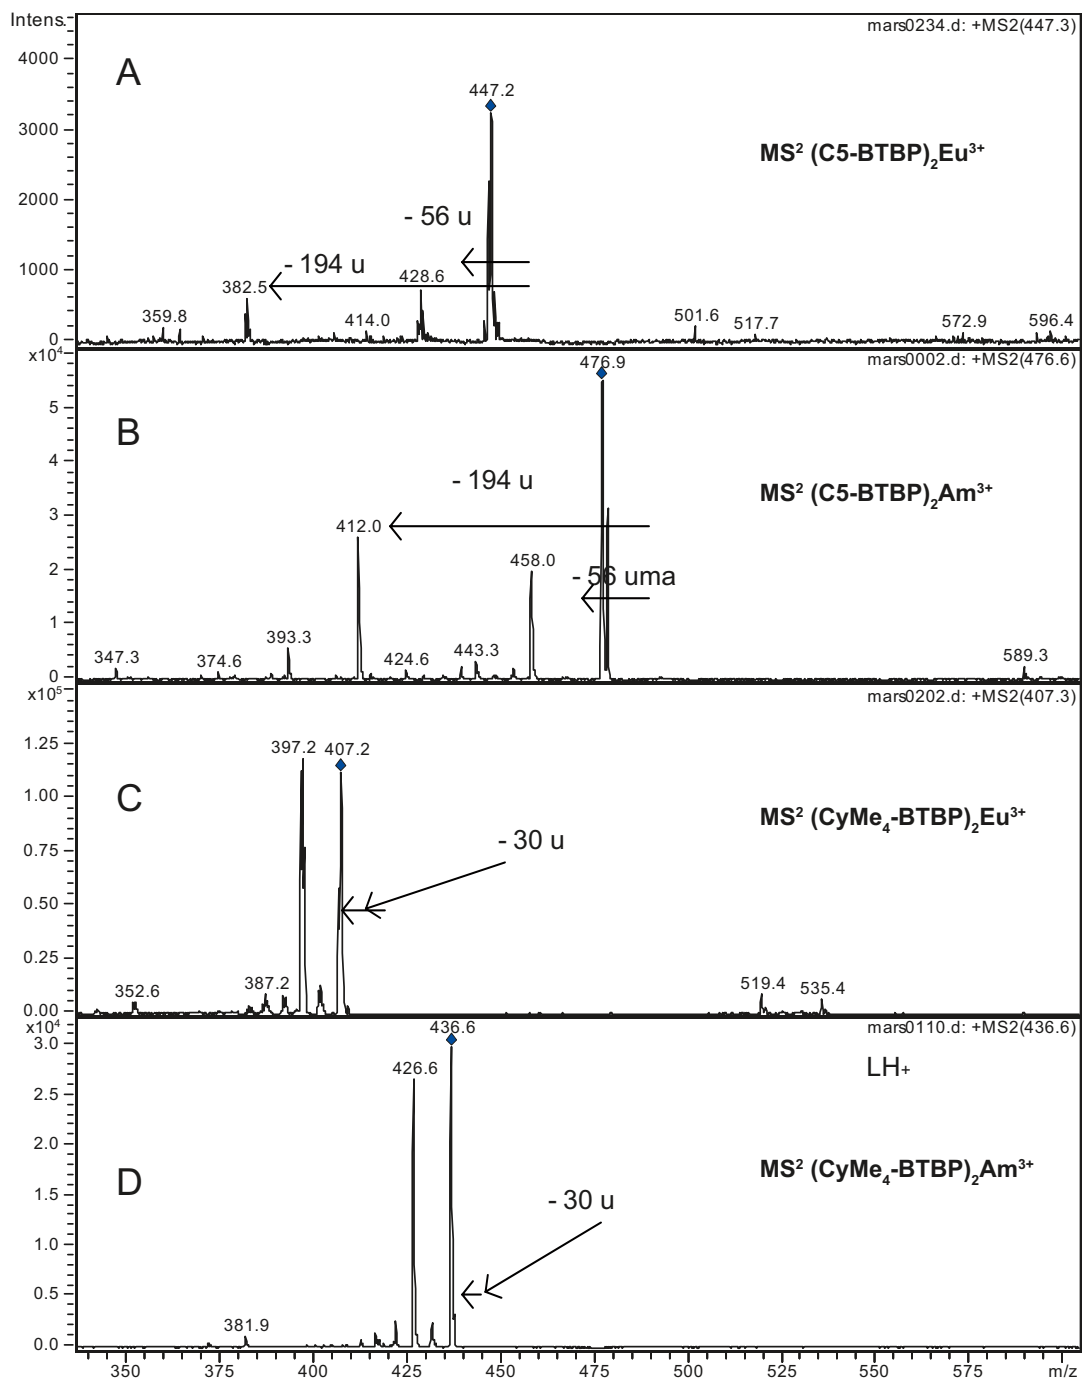 Intens.
mars0234.d: +MS2(447.3)
4000
A
447.2
3000
MS² (C5-BTBP)₂Eu³⁺
2000
- 56 u
1000
- 194 u
428.6
382.5
359.8
414.0
501.6
517.7
572.9
596.4
0
x10⁴
mars0002.d: +MS2(476.6)
476.9
5
B
4
- 194 u
MS² (C5-BTBP)₂Am³⁺
3
412.0
2
458.0
- 56 uma
1
393.3
347.3
374.6
424.6
443.3
589.3
0
x10⁵
mars0202.d: +MS2(407.3)
1.25
397.2
407.2
1.00
C
MS² (CyMe₄-BTBP)₂Eu³⁺
0.75
- 30 u
0.50
0.25
352.6
387.2
519.4
535.4
0.00
x10⁴
mars0110.d: +MS2(436.6)
436.6
3.0
426.6
LH+
2.5
2.0
D
MS² (CyMe₄-BTBP)₂Am³⁺
1.5
- 30 u
1.0
0.5
381.9
0.0
350
375
400
425
450
475
500
525
550
575
m/z